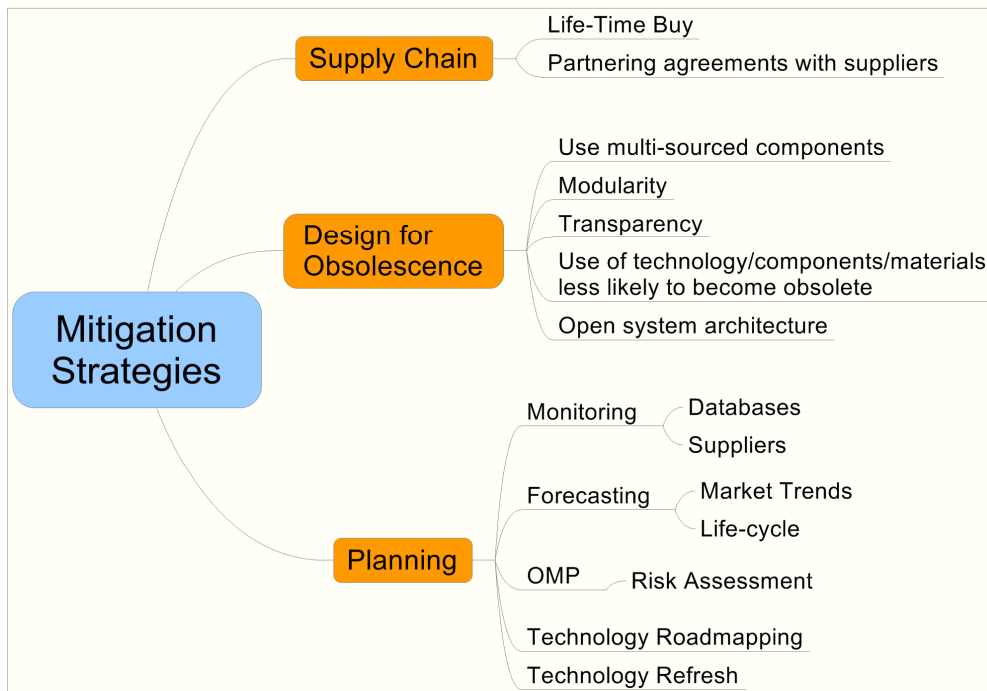 Supply Chain
Life-Time Buy
Partnering agreements with suppliers
Design for
Obsolescence
Use multi-sourced components
Modularity
Transparency
Use of technology/components/materials
less likely to become obsolete
Open system architecture
Mitigation
Strategies
Planning
Monitoring
Databases
Suppliers
Forecasting
Market Trends
Life-cycle
OMP
Risk Assessment
Technology Roadmapping
Technology Refresh